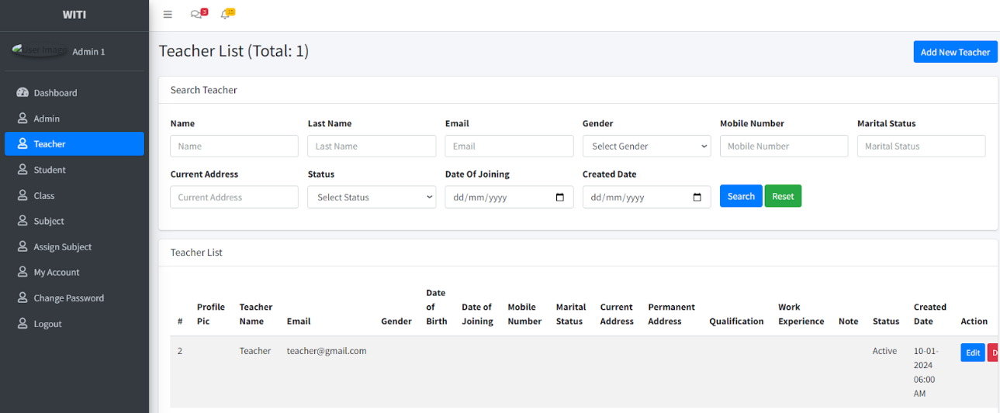 WITI
3
15
User Image
Admin 1
Dashboard
Admin
Teacher
Student
Class
Subject
Assign Subject
My Account
Change Password
Logout
Teacher List (Total: 1)
Add New Teacher
Search Teacher
Name Last Name Email Gender Mobile Number Marital Status
Name Last Name Email Select Gender Mobile Number Marital Status
Current Address Status Date Of Joining Created Date
Current Address Select Status dd/mm/yyyy dd/mm/yyyy Search Reset
Teacher List
# Profile Pic Teacher Name Email Gender Date of Birth Date of Joining Mobile Number Marital Status Current Address Permanent Address Qualification Work Experience Note Status Created Date Action
2 Teacher teacher@gmail.com Active 10-01-2024 06:00 AM Edit D